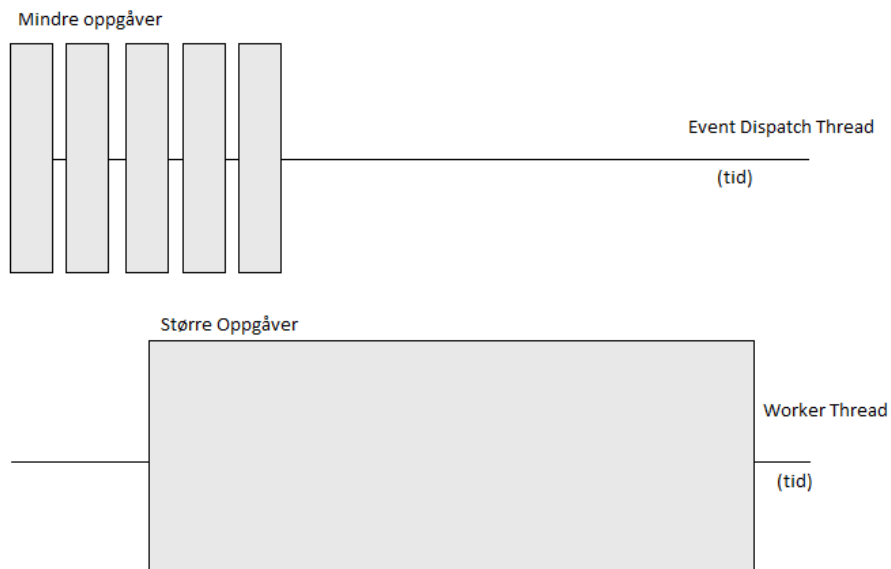 Mindre oppgåver
Event Dispatch Thread
(tid)
Større Oppgåver
Worker Thread
(tid)